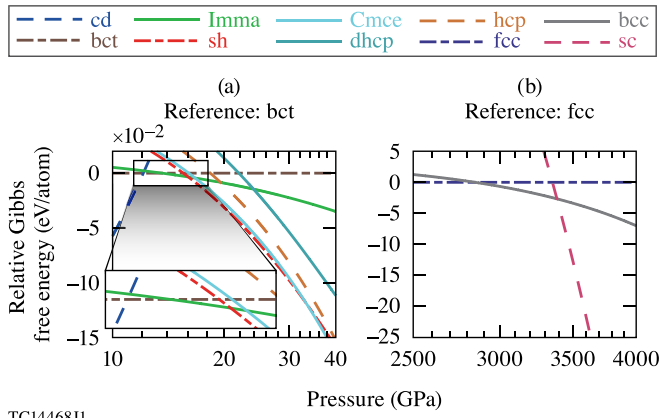 cd Imma Cmce hcp bcc
bct sh dhcp fcc sc
(a) (b)
Reference: bct Reference: fcc
×10⁻²
Relative Gibbs
free energy (eV/atom)
0
−5
−10
−15
10 20 30 40
5
0
−5
−10
−15
−20
−25
2500 3000 3500 4000
Pressure (GPa)
TC14468J1